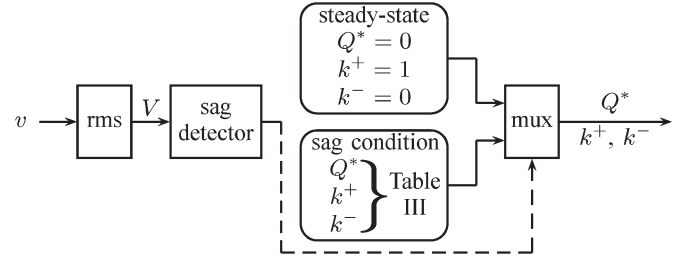 steady-state
Q* = 0
k⁺ = 1
k⁻ = 0
v
rms
V
sag
detector
mux
Q*
k⁺, k⁻
sag condition
Q*
k⁺
k⁻
}
Table
III